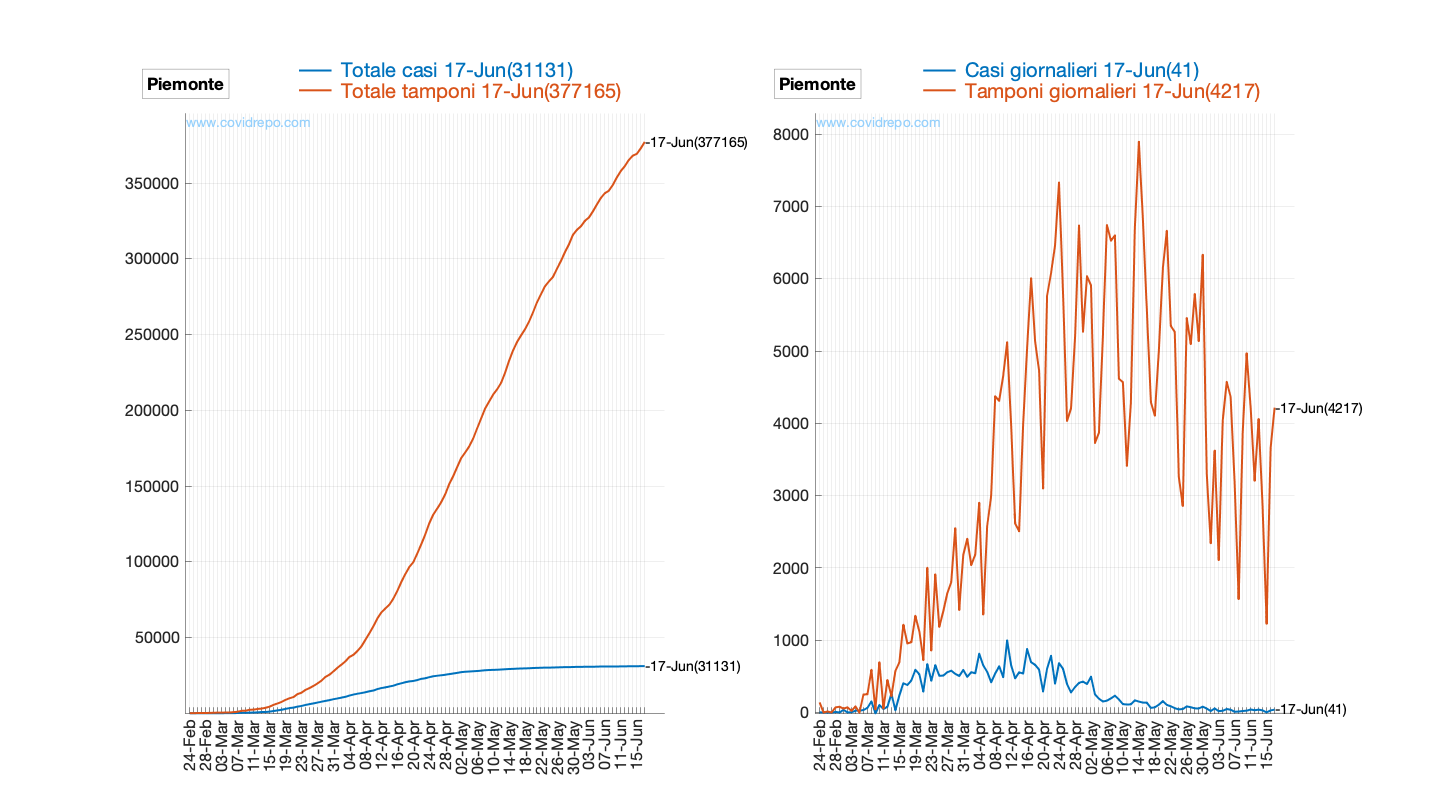 Piemonte
Totale casi 17-Jun(31131)
Totale tamponi 17-Jun(377165)
www.covidrepo.com
17-Jun(377165)
17-Jun(31131)
350000
300000
250000
200000
150000
100000
50000
24-Feb
28-Feb
03-Mar
07-Mar
11-Mar
15-Mar
19-Mar
23-Mar
27-Mar
31-Mar
04-Apr
08-Apr
12-Apr
16-Apr
20-Apr
24-Apr
28-Apr
02-May
06-May
10-May
14-May
18-May
22-May
26-May
30-May
03-Jun
07-Jun
11-Jun
15-Jun
Piemonte
Casi giornalieri 17-Jun(41)
Tamponi giornalieri 17-Jun(4217)
www.covidrepo.com
17-Jun(4217)
17-Jun(41)
8000
7000
6000
5000
4000
3000
2000
1000
0
24-Feb
28-Feb
03-Mar
07-Mar
11-Mar
15-Mar
19-Mar
23-Mar
27-Mar
31-Mar
04-Apr
08-Apr
12-Apr
16-Apr
20-Apr
24-Apr
28-Apr
02-May
06-May
10-May
14-May
18-May
22-May
26-May
30-May
03-Jun
07-Jun
11-Jun
15-Jun